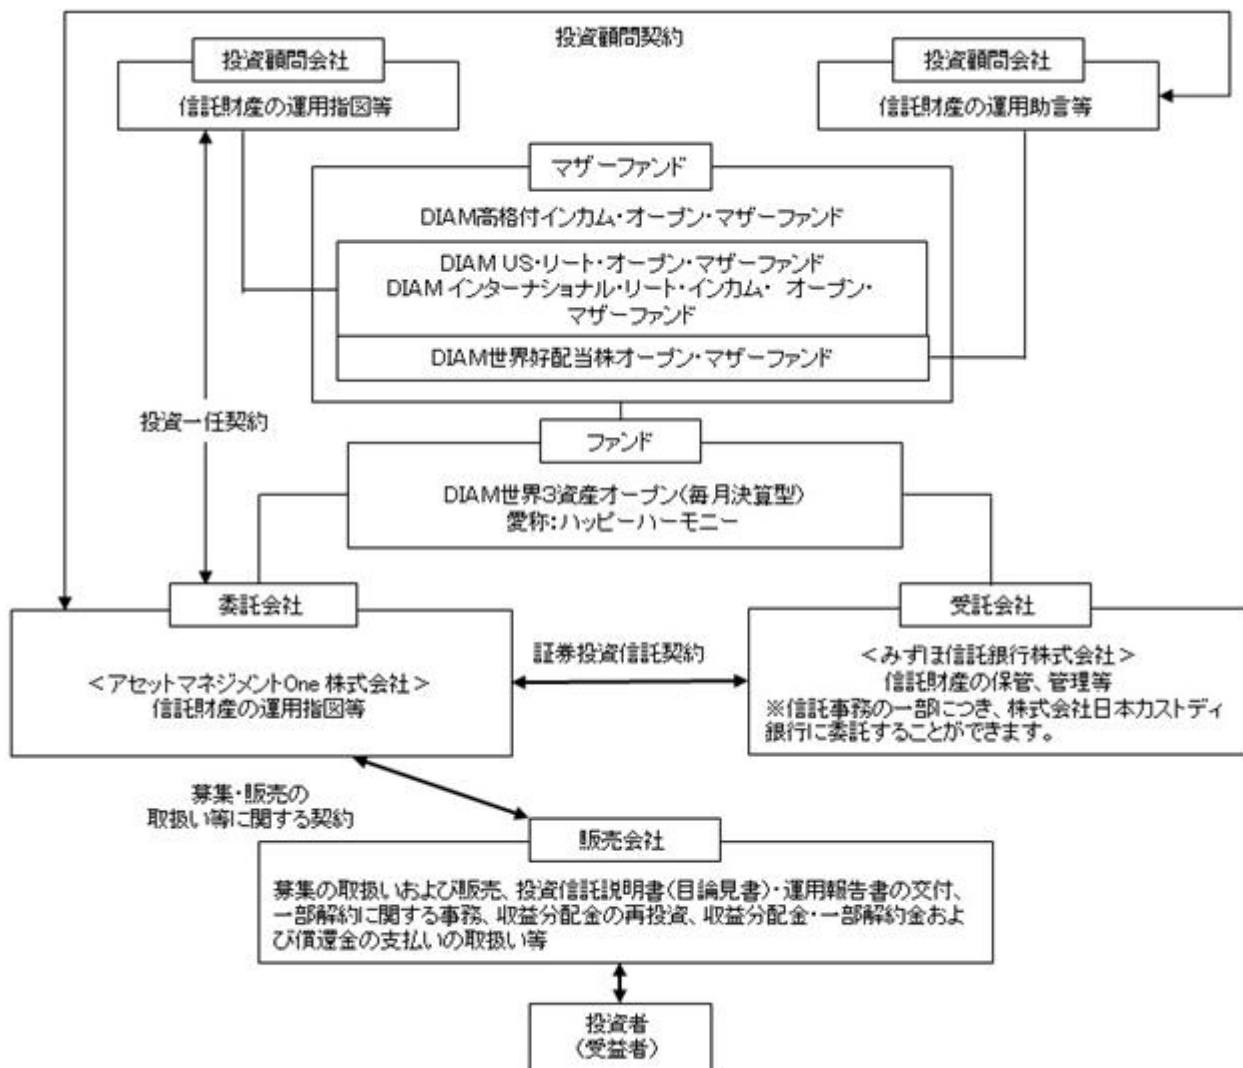 投資顧問契約
投資顧問会社
信託財産の運用指図等
投資顧問会社
信託財産の運用助言等
マザーファンド
DIAM高格付インカム・オープン・マザーファンド
DIAM US・リート・オープン・マザーファンド
DIAM インターナショナル・リート・インカム・ オープン・
マザーファンド
DIAM世界好配当株オープン・マザーファンド
投資一任契約
ファンド
DIAM世界3資産オープン(毎月決算型)
愛称:ハッピーハーモニー
委託会社
<アセットマネジメントOne 株式会社>
信託財産の運用指図等
証券投資信託契約
受託会社
<みずほ信託銀行株式会社>
信託財産の保管、管理等
※信託事務の一部につき、株式会社日本カストディ
銀行に委託することができます。
募集・販売の
取扱い等に関する契約
販売会社
募集の取扱いおよび販売、投資信託説明書(目論見書)・運用報告書の交付、
一部解約に関する事務、収益分配金の再投資、収益分配金・一部解約金およ
び償還金の支払いの取扱い等
投資者
(受益者)